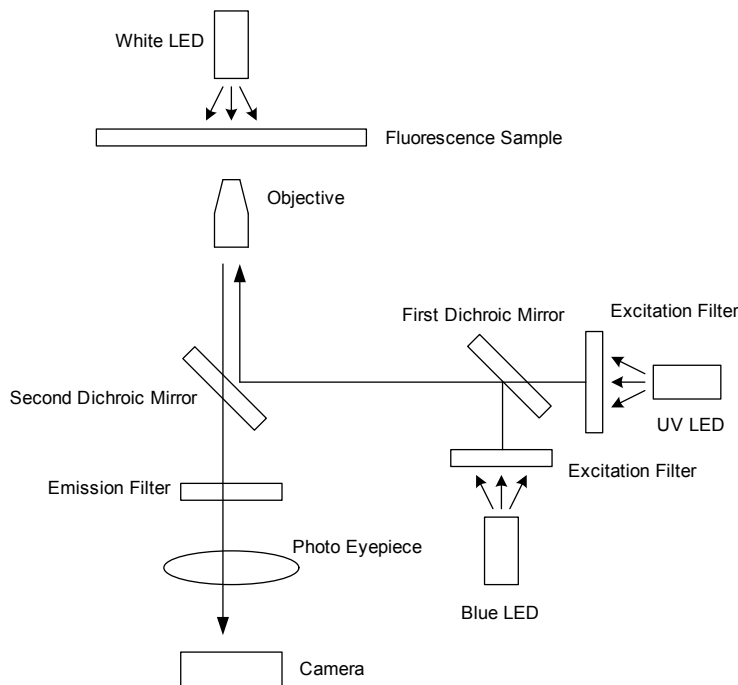 White LED
Fluorescence Sample
Objective
First Dichroic Mirror
Excitation Filter
Second Dichroic Mirror
UV LED
Excitation Filter
Emission Filter
Photo Eyepiece
Blue LED
Camera